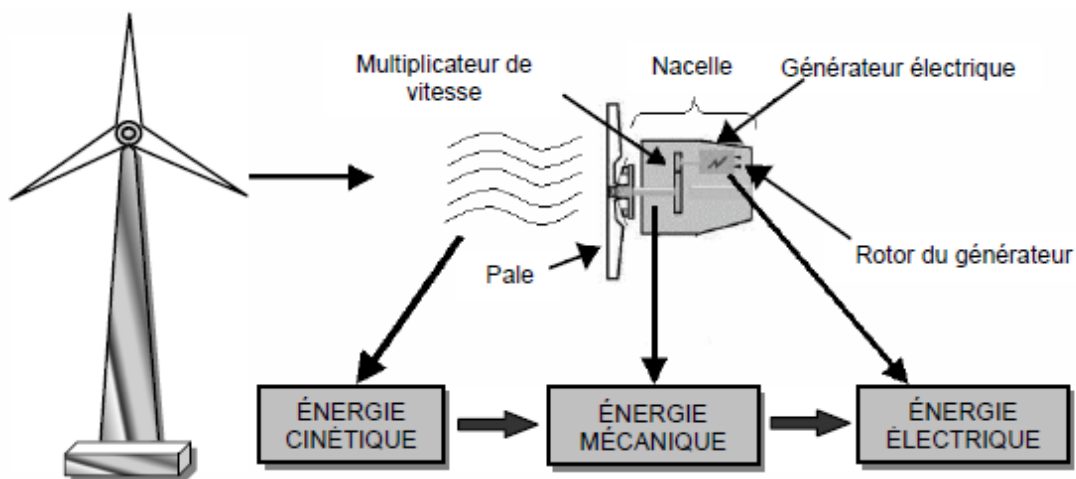 Multiplicateur de
vitesse
Nacelle
Générateur électrique
Pale
Rotor du générateur
ÉNERGIE
CINÉTIQUE
ÉNERGIE
MÉCANIQUE
ÉNERGIE
ÉLECTRIQUE